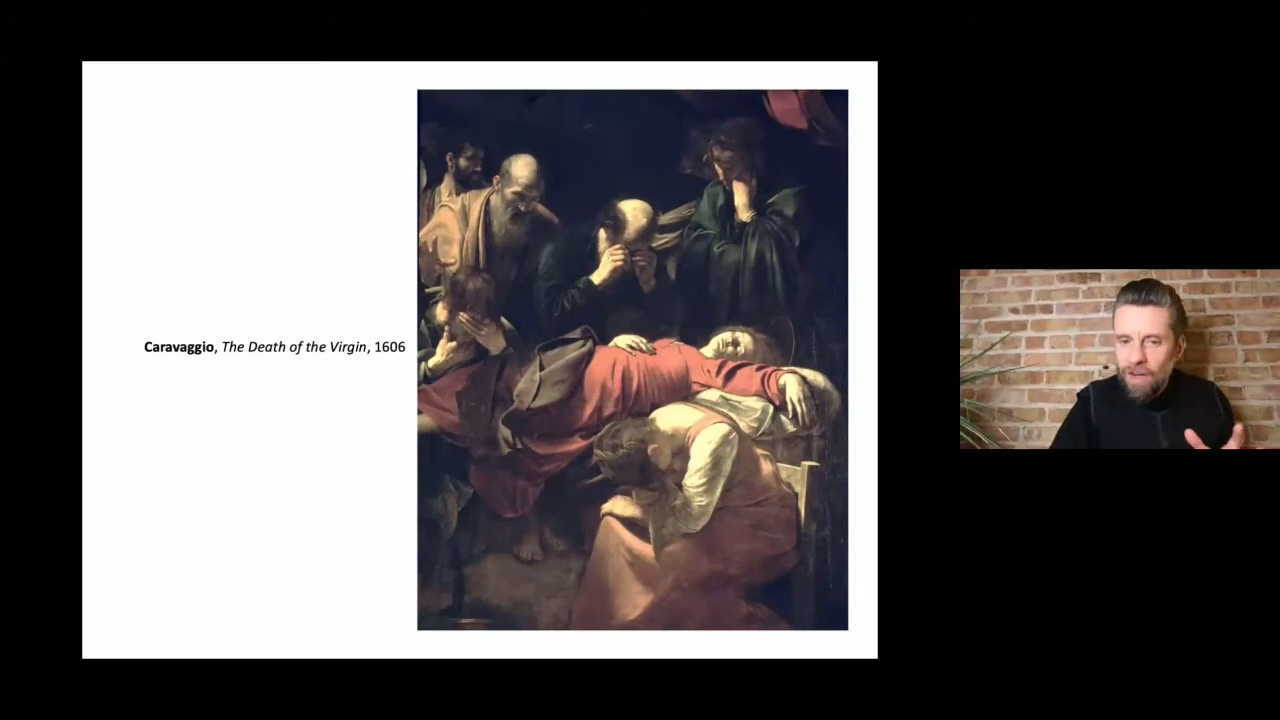 Caravaggio, The Death of the Virgin, 1606